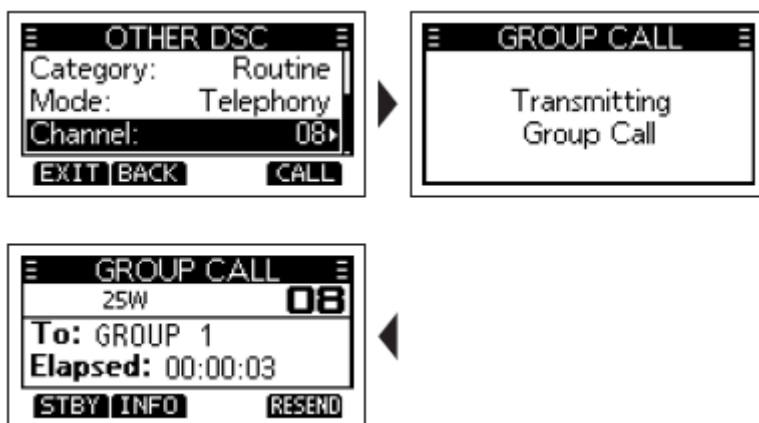 OTHER DSC
Category: Routine
Mode: Telephony
Channel: 08
EXIT BACK CALL
GROUP CALL
Transmitting
Group Call
GROUP CALL
25W 08
To: GROUP 1
Elapsed: 00:00:03
STBY INFO RESEND